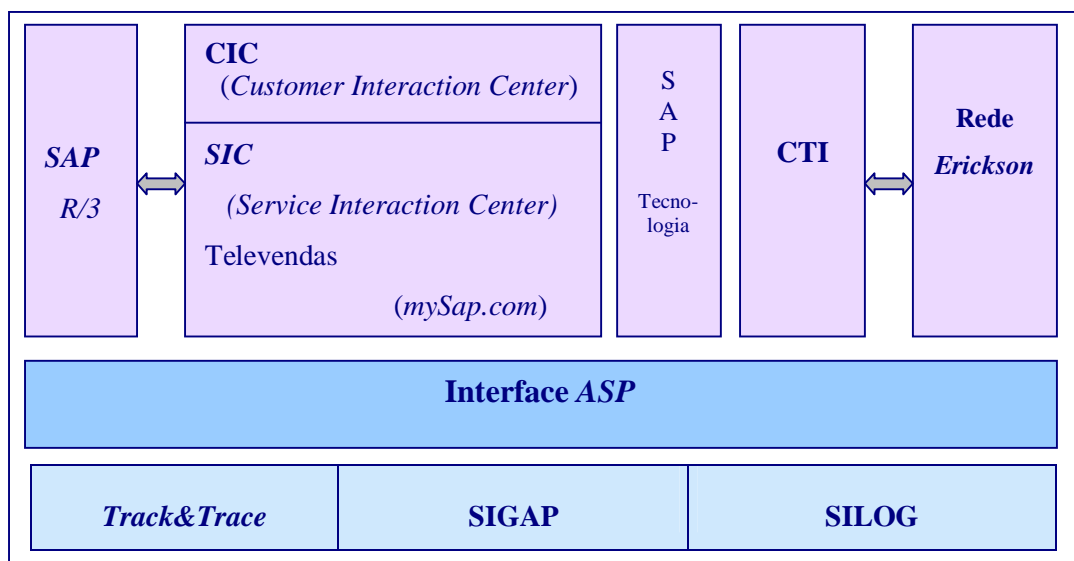 SAP
R/3
CIC
(Customer Interaction Center)
SIC
(Service Interaction Center)
Televendas
(mySap.com)
S
A
P
Tecno-
logia
CTI
Rede
Erickson
Interface ASP
Track&Trace
SIGAP
SILOG